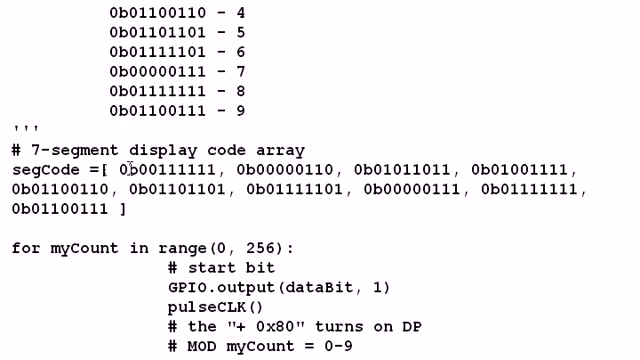 0b01100110 - 4
0b01101101 - 5
0b01111101 - 6
0b00000111 - 7
0b01111111 - 8
0b01100111 - 9
'''
# 7-segment display code array
segCode =[ 0b00111111, 0b00000110, 0b01011011, 0b01001111,
0b01100110, 0b01101101, 0b01111101, 0b00000111, 0b01111111,
0b01100111 ]
for myCount in range(0, 256):
# start bit
GPIO.output(dataBit, 1)
pulseCLK()
# the "+ 0x80" turns on DP
# MOD myCount = 0-9